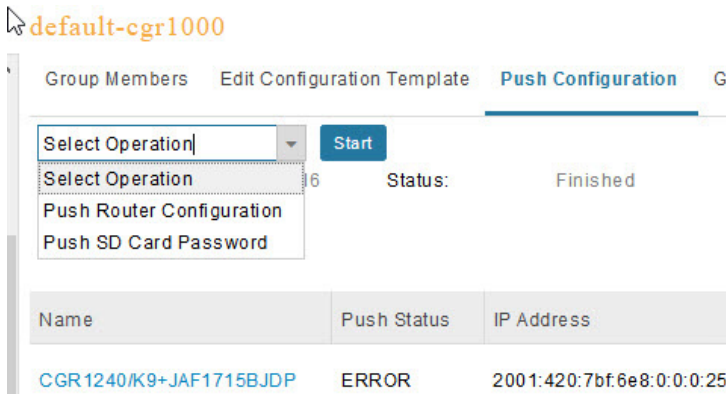 default-cgr1000
Group Members Edit Configuration Template Push Configuration G
Select Operation Start
Select Operation 6 Status: Finished
Push Router Configuration
Push SD Card Password
Name Push Status IP Address
CGR1240/K9+JAF1715BJDP ERROR 2001:420:7bf:6e8:0:0:0:25